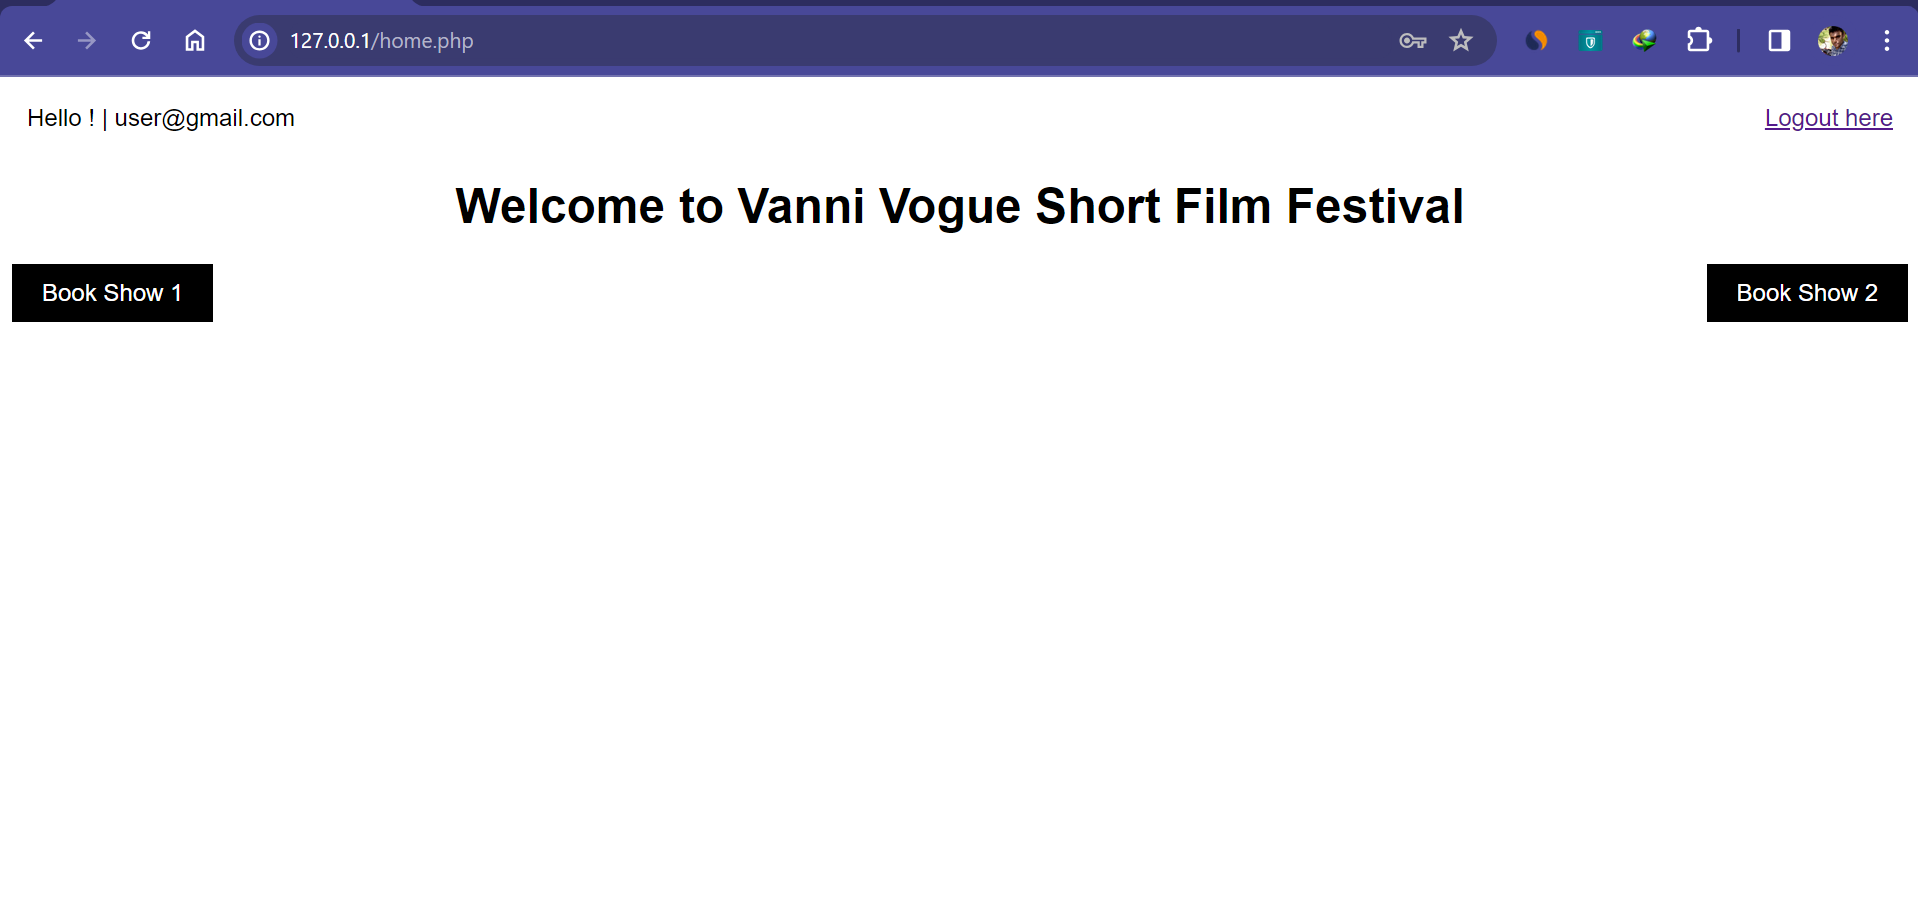 127.0.0.1/home.php
Hello ! | user@gmail.com
Logout here
Welcome to Vanni Vogue Short Film Festival
Book Show 1
Book Show 2